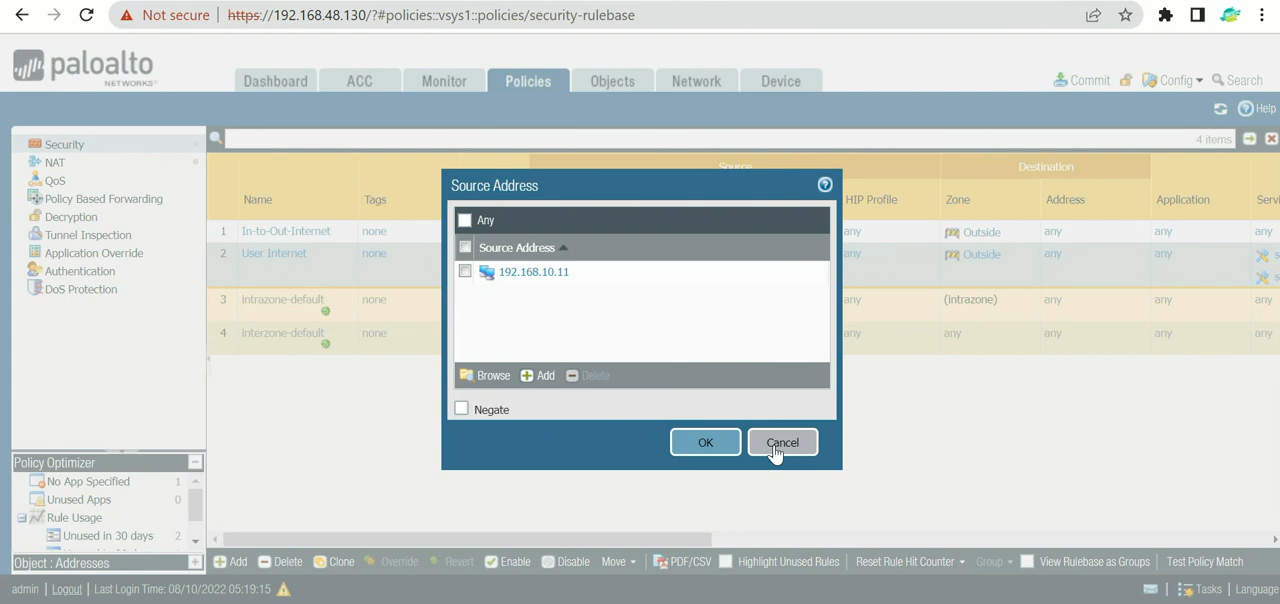 Not secure | https://192.168.48.130/?#policies::vsys1::policies/security-rulebase
paloalto
NETWORKS
Dashboard ACC Monitor Policies Objects Network Device
Commit Config Search
Help
Security
NAT
QoS
Policy Based Forwarding
Decryption
Tunnel Inspection
Application Override
Authentication
DoS Protection
4 items
Source Destination
Name Tags HIP Profile Zone Address Application
1 In-to-Out-Internet none any Outside any any any
2 User Internet none any Outside any any
3 intrazone-default none any (intrazone) any any any
4 interzone-default none any any any any any
Source Address
Any
Source Address
192.168.10.11
Browse Add Delete
Negate
OK Cancel
Policy Optimizer
No App Specified 1
Unused Apps 0
Rule Usage
Unused in 30 days 2
Object : Addresses
Add Delete Clone Override Revert Enable Disable Move PDF/CSV Highlight Unused Rules Reset Rule Hit Counter Group View Rulebase as Groups Test Policy Match
admin | Logout | Last Login Time: 08/10/2022 05:19:15
Tasks | Language